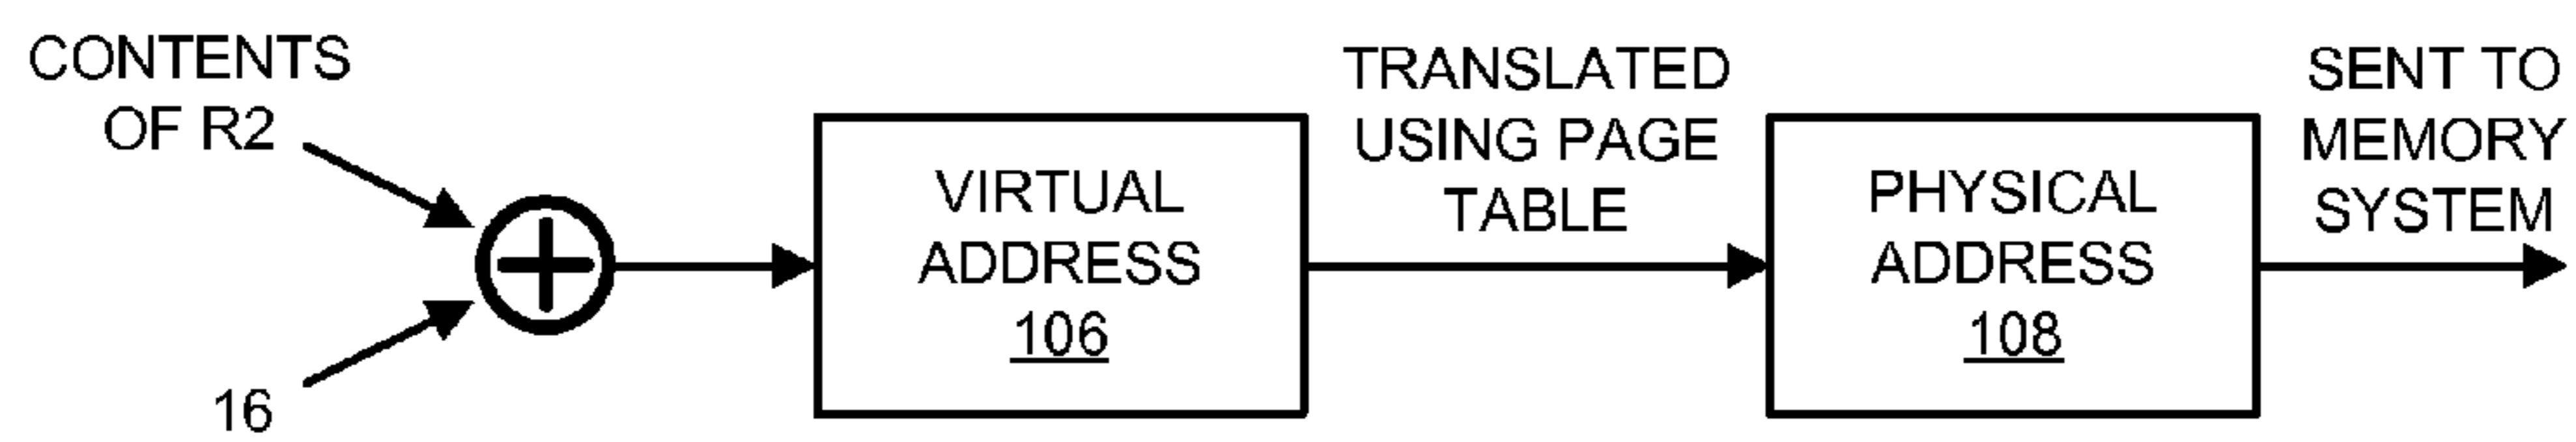 CONTENTS
OF R2
16
VIRTUAL
ADDRESS
106
TRANSLATED
USING PAGE
TABLE
PHYSICAL
ADDRESS
108
SENT TO
MEMORY
SYSTEM